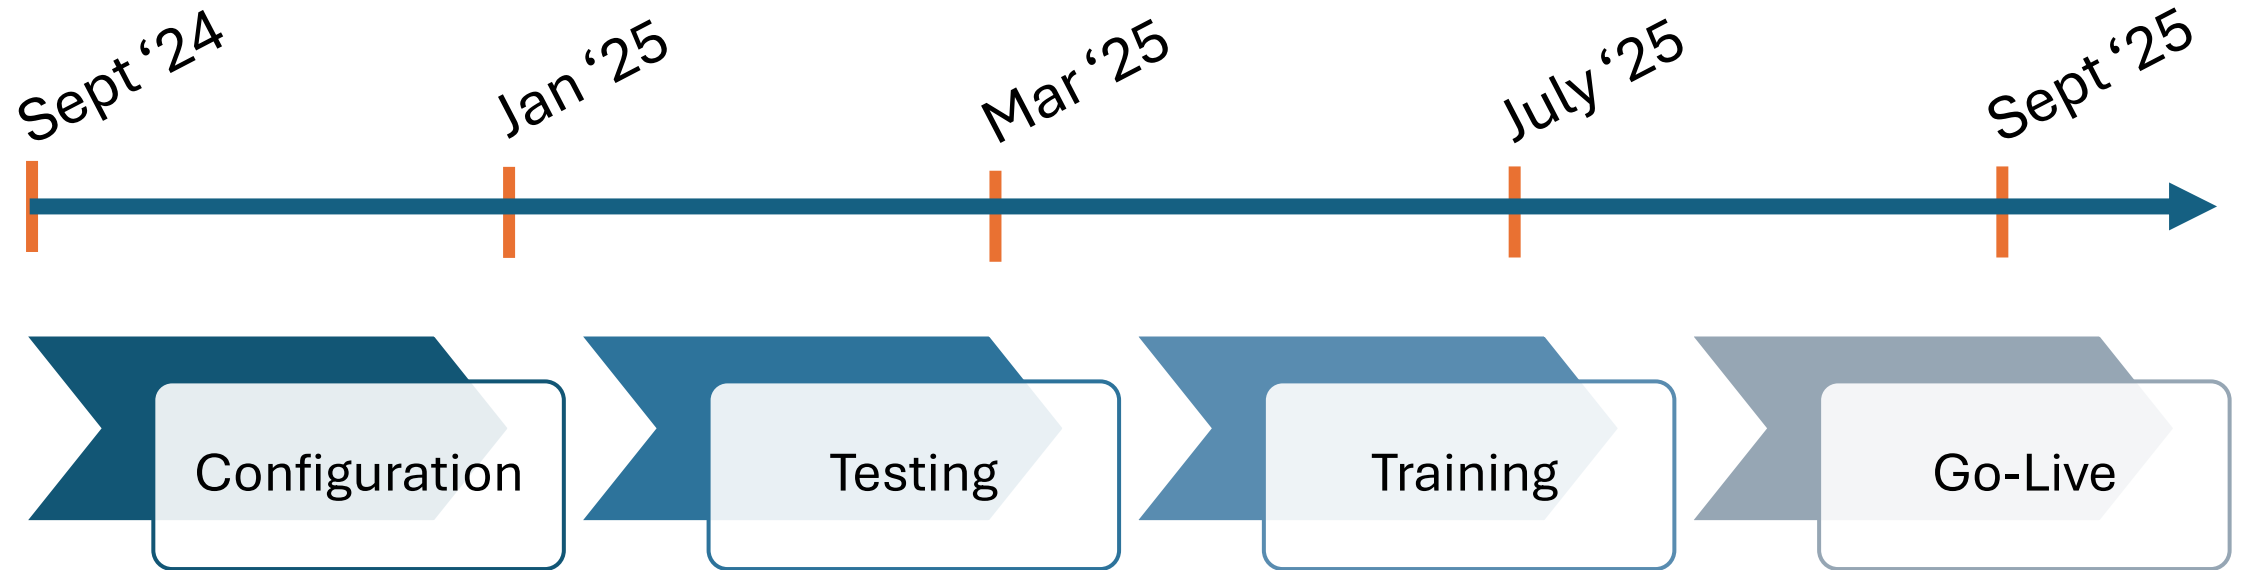 Sept ‘24
Jan ‘25
Mar ‘25
July ‘25
Sept ‘25
Configuration
Testing
Training
Go-Live